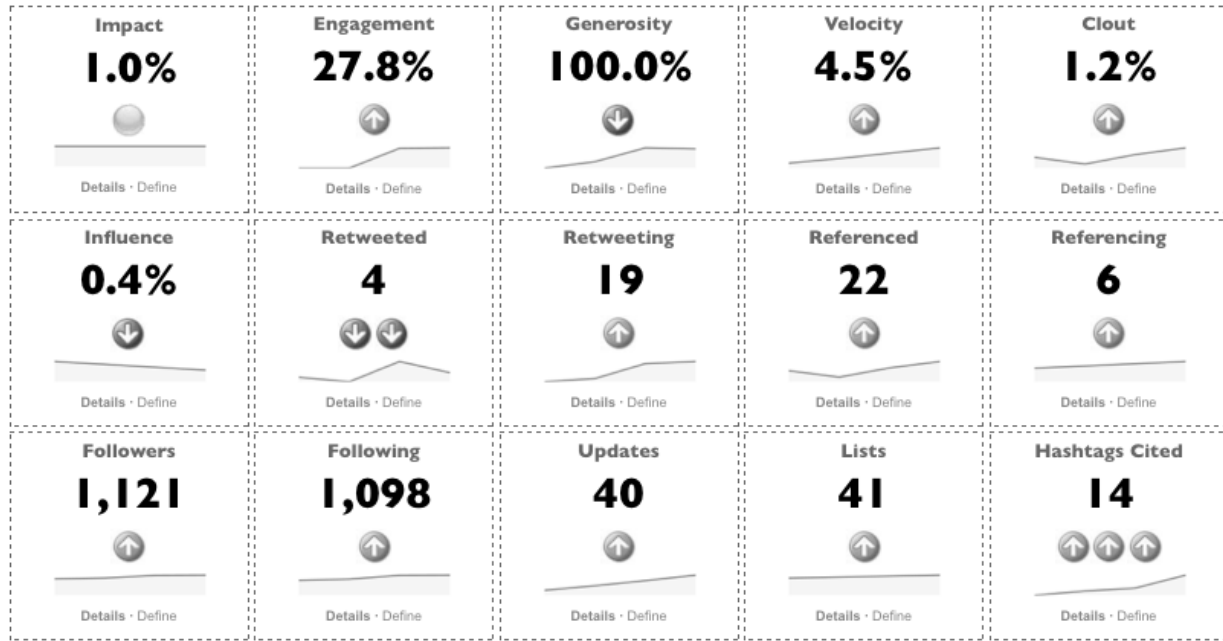 Impact
1.0%
Details · Define
Engagement
27.8%
Details · Define
Generosity
100.0%
Details · Define
Velocity
4.5%
Details · Define
Clout
1.2%
Details · Define
Influence
0.4%
Details · Define
Retweeted
4
Details · Define
Retweeting
19
Details · Define
Referenced
22
Details · Define
Referencing
6
Details · Define
Followers
1,121
Details · Define
Following
1,098
Details · Define
Updates
40
Details · Define
Lists
41
Details · Define
Hashtags Cited
14
Details · Define